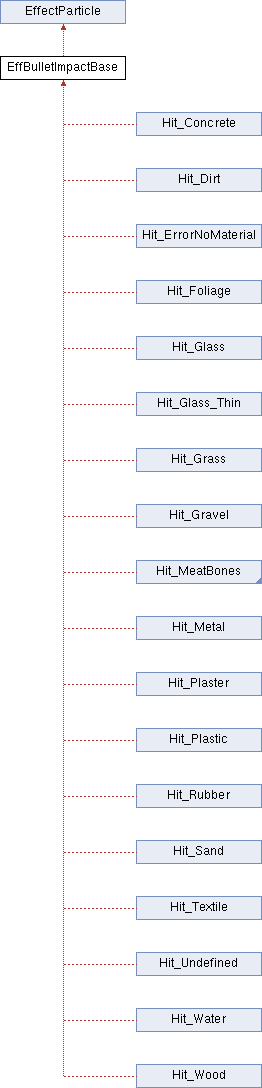 EffectParticle
EffBulletImpactBase
Hit_Concrete
Hit_Dirt
Hit_ErrorNoMaterial
Hit_Foliage
Hit_Glass
Hit_Glass_Thin
Hit_Grass
Hit_Gravel
Hit_MeatBones
Hit_Metal
Hit_Plaster
Hit_Plastic
Hit_Rubber
Hit_Sand
Hit_Textile
Hit_Undefined
Hit_Water
Hit_Wood